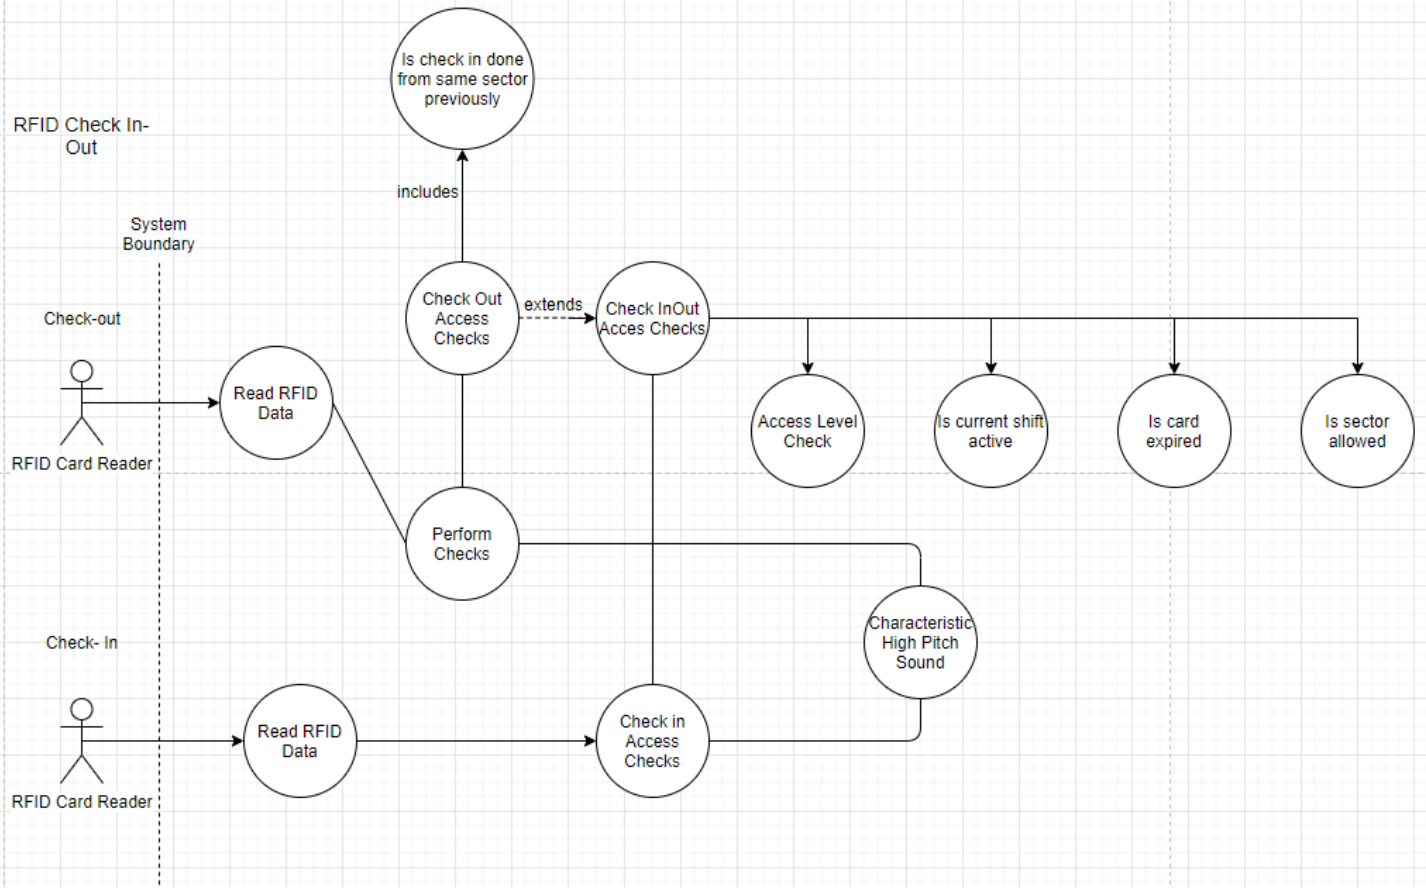 Is check in done
from same sector
previously
RFID Check In-
Out
includes
System
Boundary
Check-out
Check Out
Access
Checks
extends
Check InOut
Acces Checks
Read RFID
Data
RFID Card Reader
Access Level
Check
Is current shift
active
Is card
expired
Is sector
allowed
Perform
Checks
Characteristic
High Pitch
Sound
Check- In
Read RFID
Data
RFID Card Reader
Check in
Access
Checks